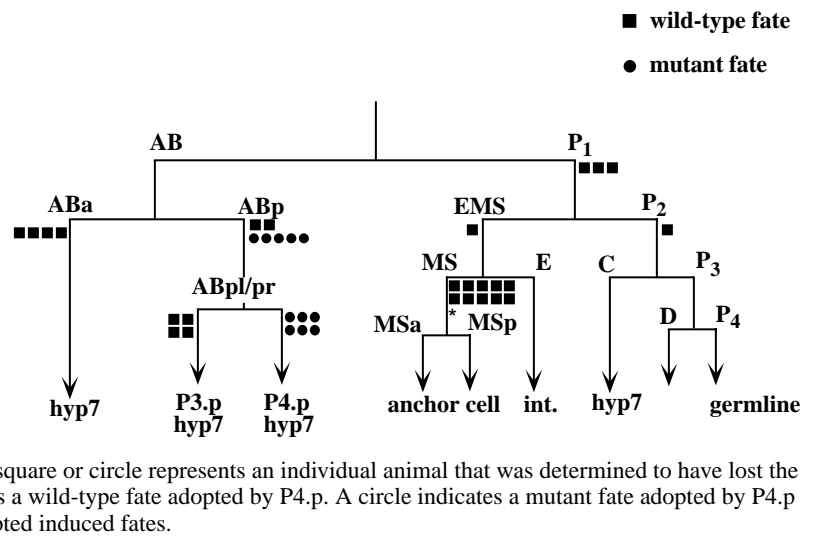 wild-type fate
mutant fate
AB
P1
ABa
ABp
EMS
P2
MS
E
C
P3
ABpl/pr
MSa
*
MSp
D
P4
hyp7
P3.p
hyp7
P4.p
hyp7
anchor cell
int.
hyp7
germline
square or circle represents an individual animal that was determined to have lost the
s a wild-type fate adopted by P4.p. A circle indicates a mutant fate adopted by P4.p
pted induced fates.